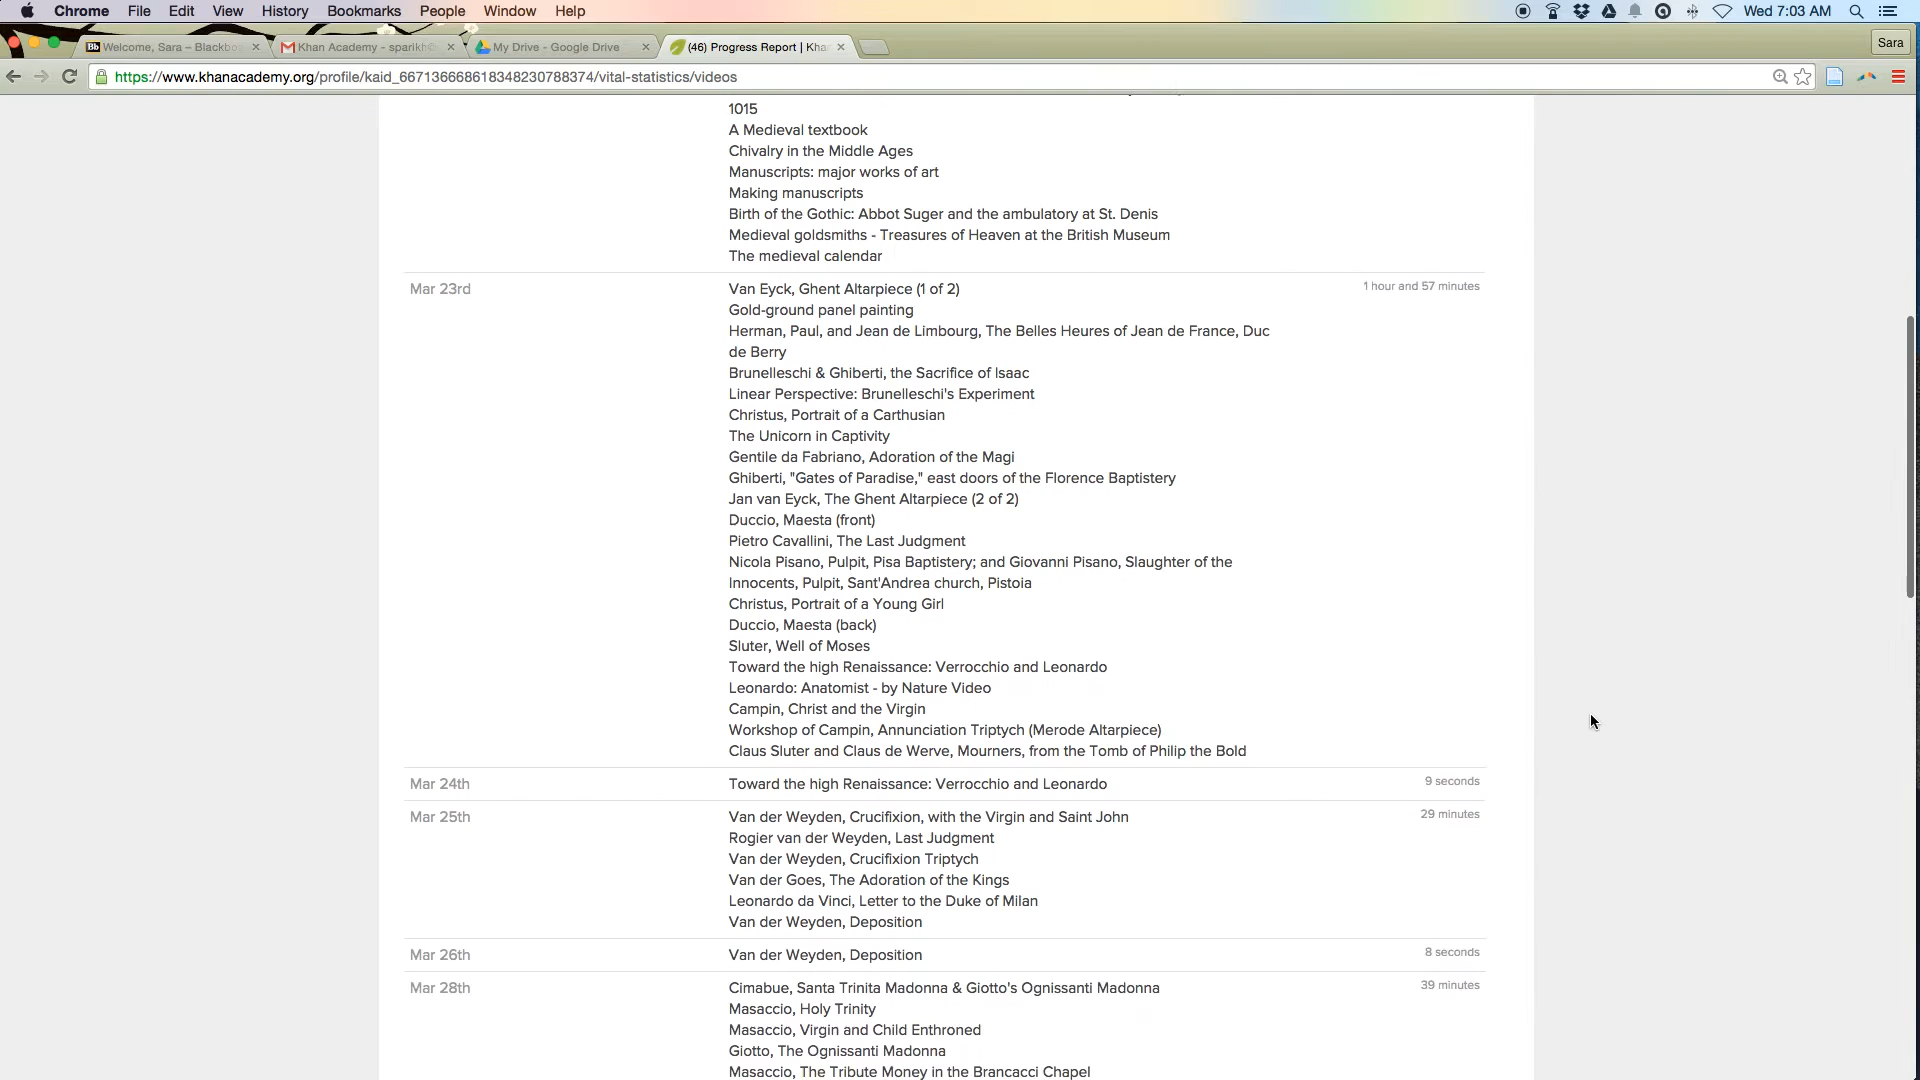 Chrome File Edit View History Bookmarks People Window Help Wed 7:03 AM
Bb Welcome, Sara – Blackbo Khan Academy - sparikh My Drive - Google Drive (46) Progress Report | Kha Sara
https://www.khanacademy.org/profile/kaid_667136668618348230788374/vital-statistics/videos
1015
A Medieval textbook
Chivalry in the Middle Ages
Manuscripts: major works of art
Making manuscripts
Birth of the Gothic: Abbot Suger and the ambulatory at St. Denis
Medieval goldsmiths - Treasures of Heaven at the British Museum
The medieval calendar
Mar 23rd Van Eyck, Ghent Altarpiece (1 of 2) 1 hour and 57 minutes
Gold-ground panel painting
Herman, Paul, and Jean de Limbourg, The Belles Heures of Jean de France, Duc
de Berry
Brunelleschi & Ghiberti, the Sacrifice of Isaac
Linear Perspective: Brunelleschi's Experiment
Christus, Portrait of a Carthusian
The Unicorn in Captivity
Gentile da Fabriano, Adoration of the Magi
Ghiberti, "Gates of Paradise," east doors of the Florence Baptistery
Jan van Eyck, The Ghent Altarpiece (2 of 2)
Duccio, Maesta (front)
Pietro Cavallini, The Last Judgment
Nicola Pisano, Pulpit, Pisa Baptistery; and Giovanni Pisano, Slaughter of the
Innocents, Pulpit, Sant'Andrea church, Pistoia
Christus, Portrait of a Young Girl
Duccio, Maesta (back)
Sluter, Well of Moses
Toward the high Renaissance: Verrocchio and Leonardo
Leonardo: Anatomist - by Nature Video
Campin, Christ and the Virgin
Workshop of Campin, Annunciation Triptych (Merode Altarpiece)
Claus Sluter and Claus de Werve, Mourners, from the Tomb of Philip the Bold
Mar 24th Toward the high Renaissance: Verrocchio and Leonardo 9 seconds
Mar 25th Van der Weyden, Crucifixion, with the Virgin and Saint John 29 minutes
Rogier van der Weyden, Last Judgment
Van der Weyden, Crucifixion Triptych
Van der Goes, The Adoration of the Kings
Leonardo da Vinci, Letter to the Duke of Milan
Van der Weyden, Deposition
Mar 26th Van der Weyden, Deposition 8 seconds
Mar 28th Cimabue, Santa Trinita Madonna & Giotto's Ognissanti Madonna 39 minutes
Masaccio, Holy Trinity
Masaccio, Virgin and Child Enthroned
Giotto, The Ognissanti Madonna
Masaccio, The Tribute Money in the Brancacci Chapel